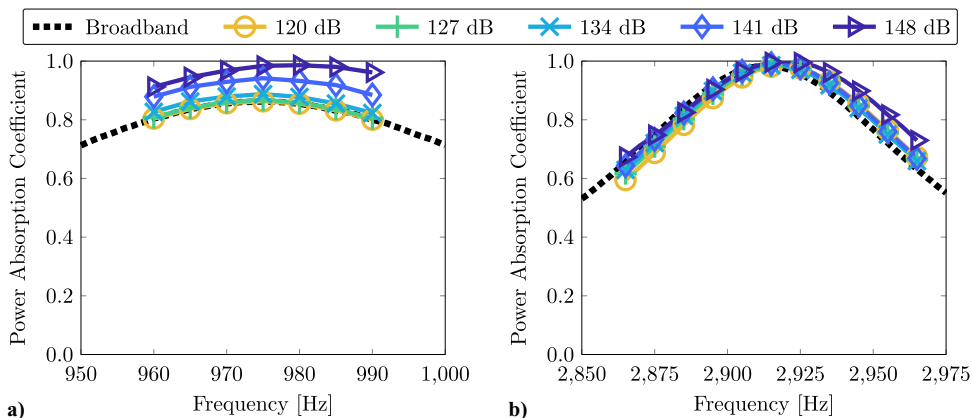 Broadband 120 dB 127 dB 134 dB 141 dB 148 dB
Power Absorption Coefficient
1.0
0.8
0.6
0.4
0.2
0.0
950 960 970 980 990 1,000
Frequency [Hz]
a)
Power Absorption Coefficient
1.0
0.8
0.6
0.4
0.2
0.0
2,850 2,875 2,900 2,925 2,950 2,975
Frequency [Hz]
b)